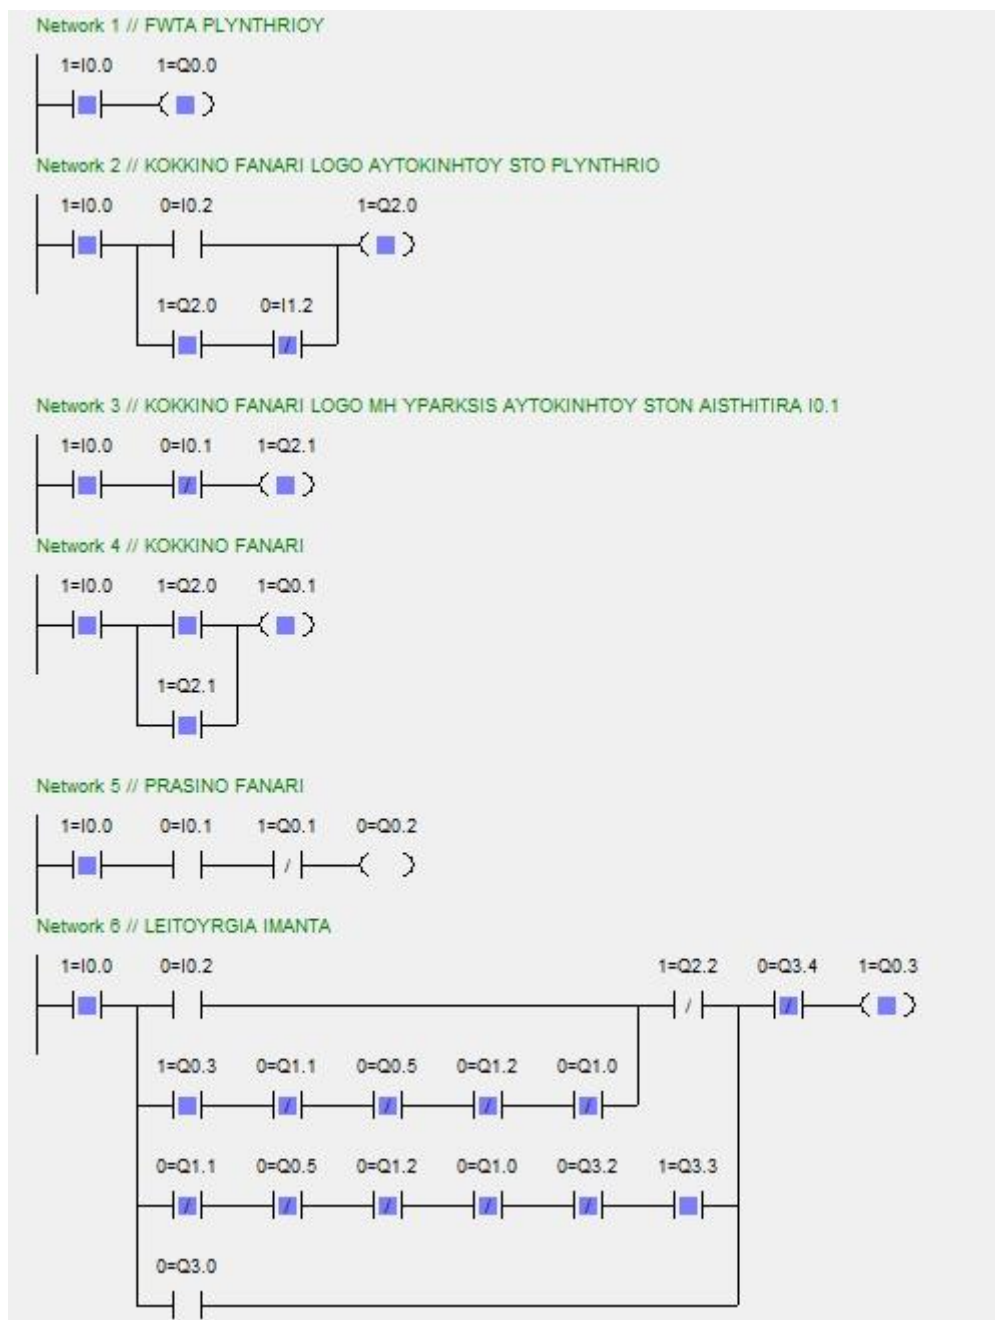 Network 1 // FWTA PLYNTHRIOY
1=I0.0 1=Q0.0
Network 2 // KOKKINO FANARI LOGO AYTOKINHTOY STO PLYNTHRIO
1=I0.0 0=I0.2 1=Q2.0
1=Q2.0 0=I1.2
Network 3 // KOKKINO FANARI LOGO MH YPARKSIS AYTOKINHTOY STON AISTHITIRA I0.1
1=I0.0 0=I0.1 1=Q2.1
Network 4 // KOKKINO FANARI
1=I0.0 1=Q2.0 1=Q0.1
1=Q2.1
Network 5 // PRASINO FANARI
1=I0.0 0=I0.1 1=Q0.1 0=Q0.2
Network 6 // LEITOYRGIA IMANTA
1=I0.0 0=I0.2 1=Q2.2 0=Q3.4 1=Q0.3
1=Q0.3 0=Q1.1 0=Q0.5 0=Q1.2 0=Q1.0
0=Q1.1 0=Q0.5 0=Q1.2 0=Q1.0 0=Q3.2 1=Q3.3
0=Q3.0